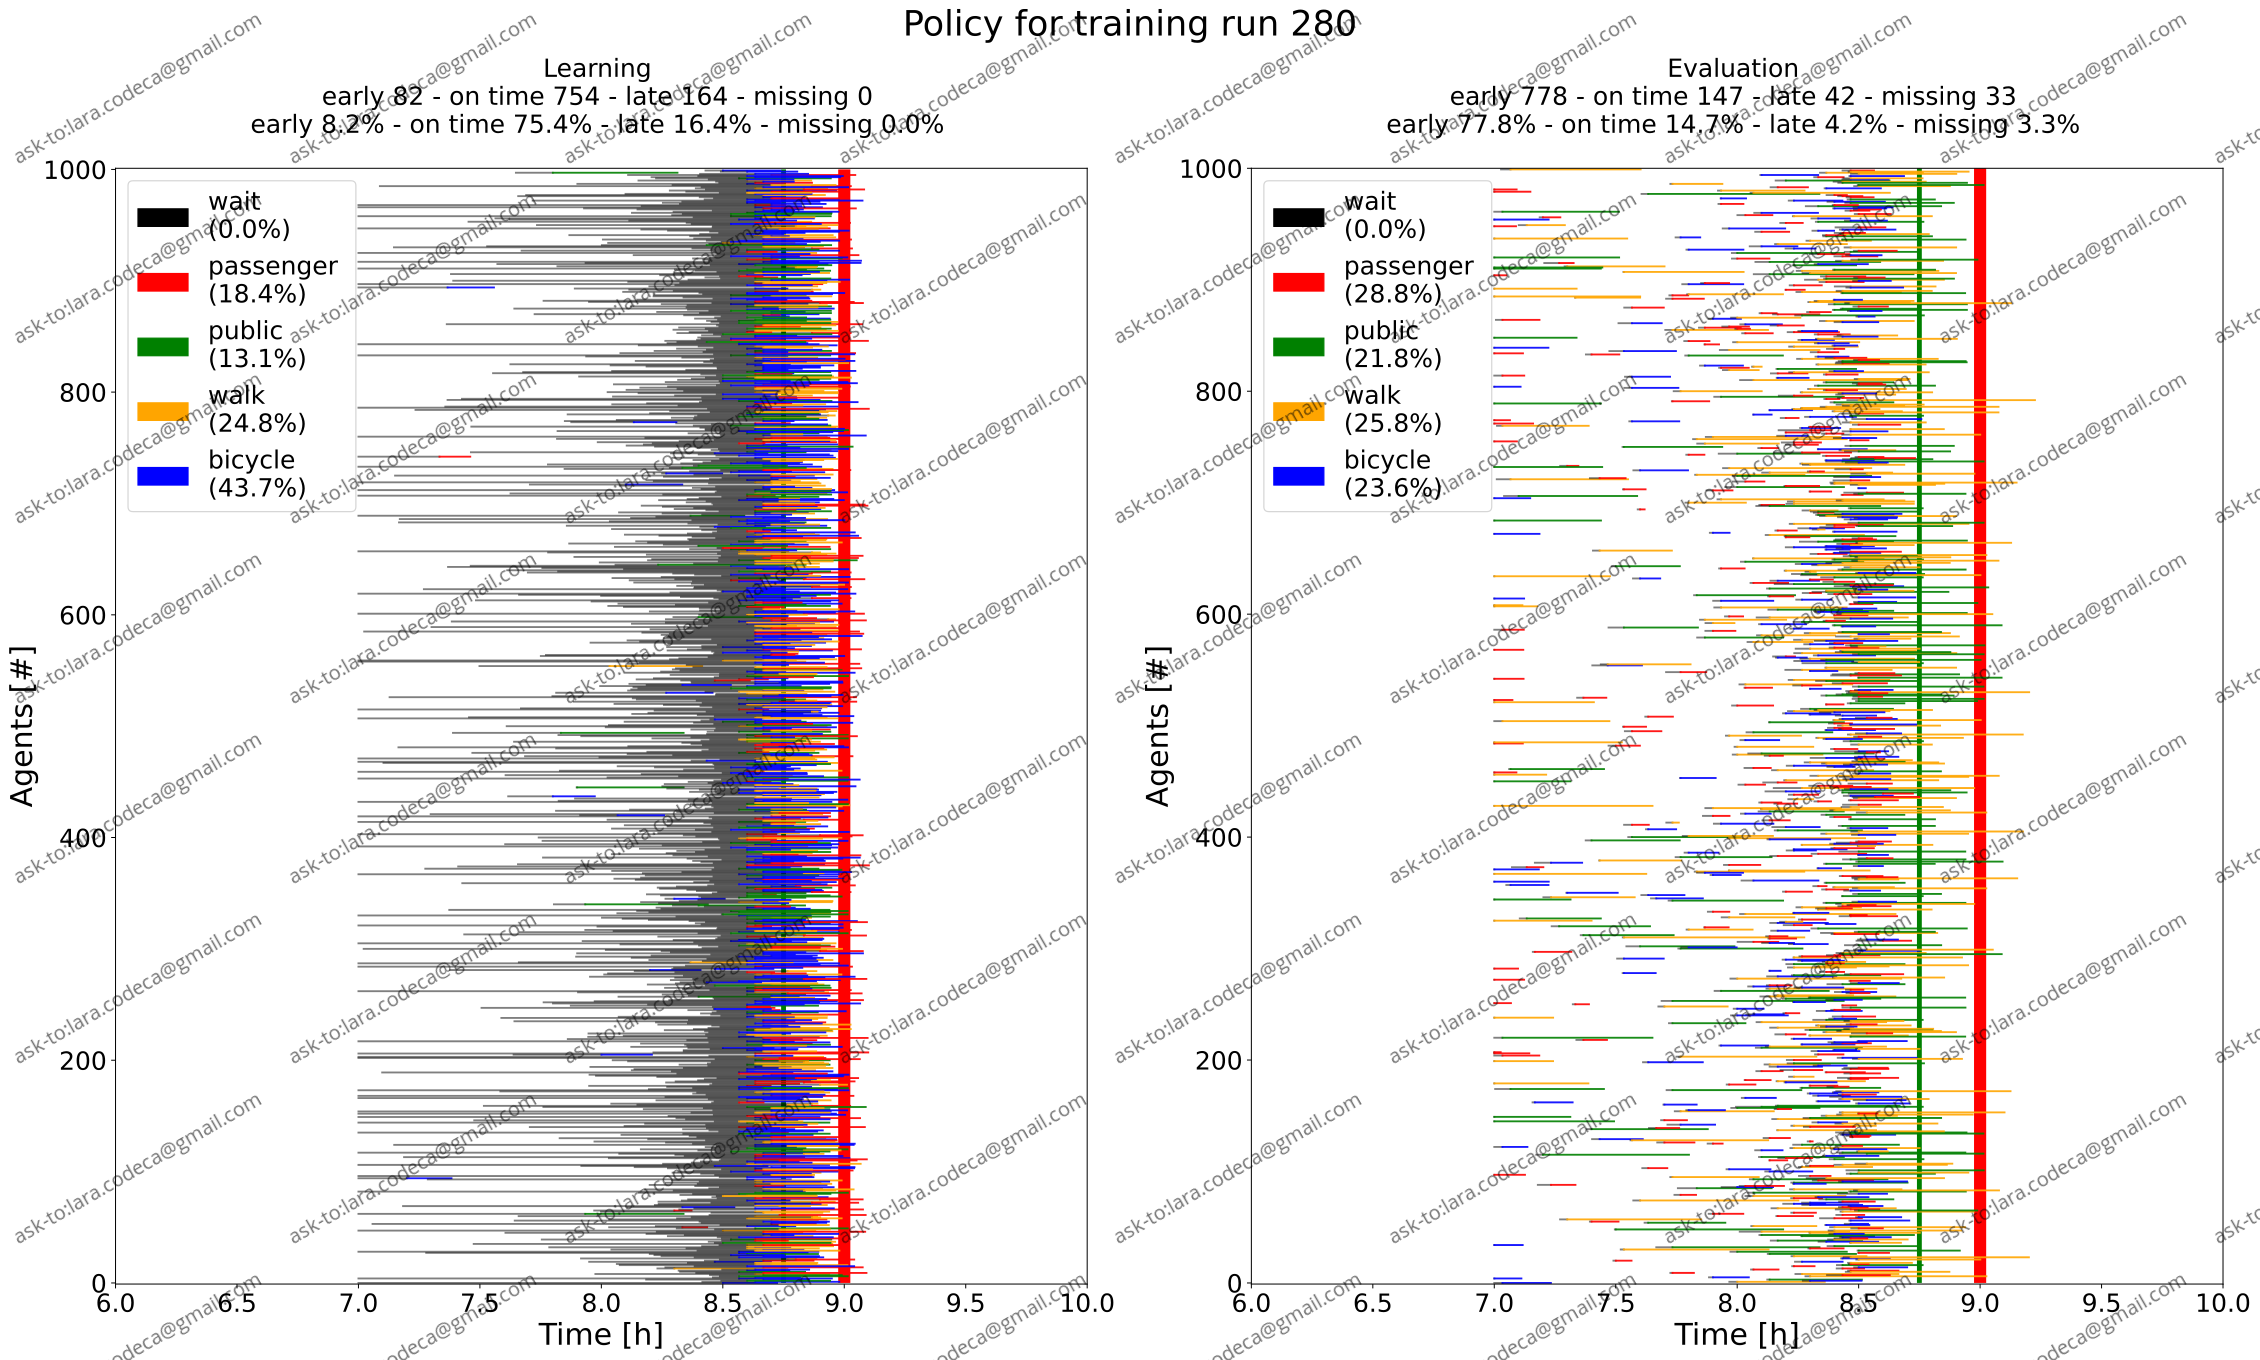 Policy for training run 280
Learning
early 82 - on time 754 - late 164 - missing 0
early 8.2% - on time 75.4% - late 16.4% - missing 0.0%
1000
800
600
400
200
0
wait
(0.0%)
passenger
(18.4%)
public
(13.1%)
walk
(24.8%)
bicycle
(43.7%)
Agents [#]
6.0 6.5 7.0 7.5 8.0 8.5 9.0 9.5 10.0
Time [h]
Evaluation
early 778 - on time 147 - late 42 - missing 33
early 77.8% - on time 14.7% - late 4.2% - missing 3.3%
1000
800
600
400
200
0
wait
(0.0%)
passenger
(28.8%)
public
(21.8%)
walk
(25.8%)
bicycle
(23.6%)
Agents [#]
6.0 6.5 7.0 7.5 8.0 8.5 9.0 9.5 10.0
Time [h]
ask-to:lara.codeca@gmail.com